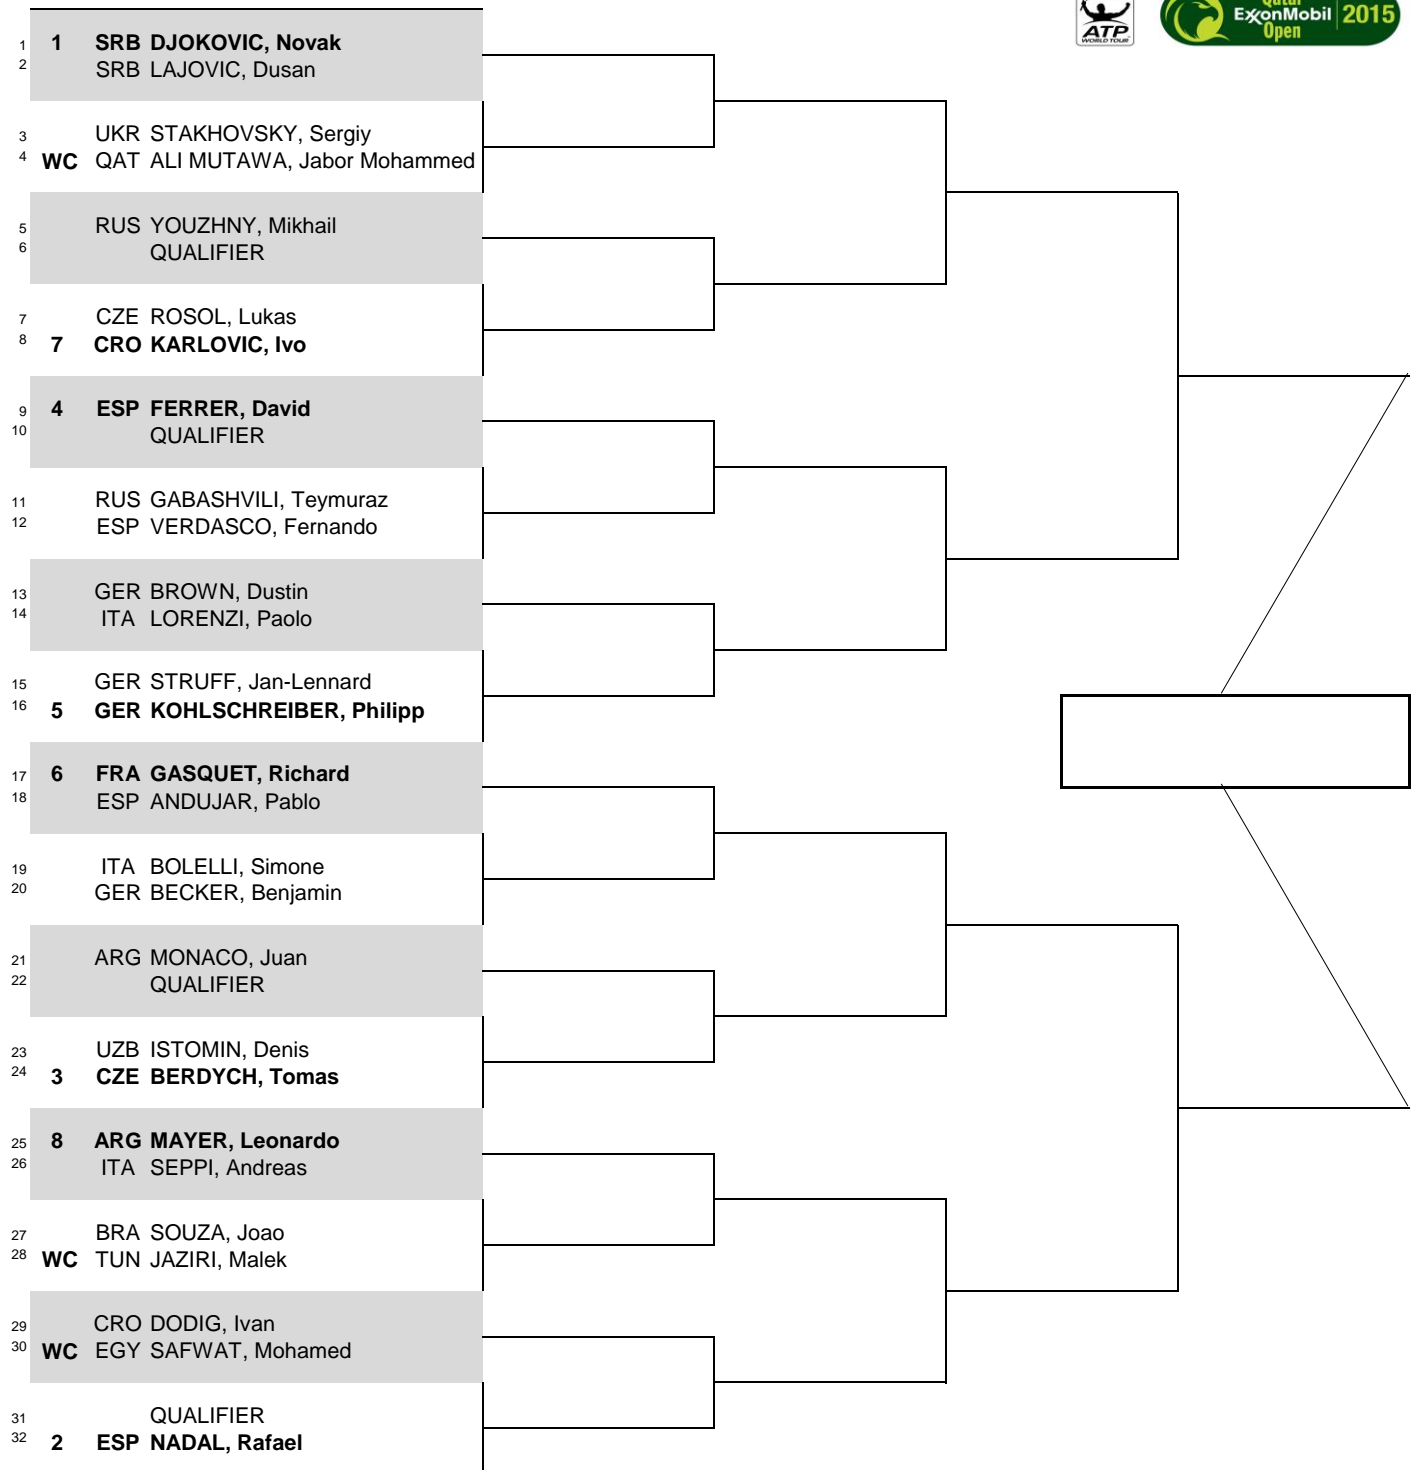 ATP
WORLD TOUR
Qatar
ExxonMobil 2015
Open
1 1 SRB DJOKOVIC, Novak
2 SRB LAJOVIC, Dusan
3 UKR STAKHOVSKY, Sergiy
4 WC QAT ALI MUTAWA, Jabor Mohammed
5 RUS YOUZHNY, Mikhail
6 QUALIFIER
7 CZE ROSOL, Lukas
8 7 CRO KARLOVIC, Ivo
9 4 ESP FERRER, David
10 QUALIFIER
11 RUS GABASHVILI, Teymuraz
12 ESP VERDASCO, Fernando
13 GER BROWN, Dustin
14 ITA LORENZI, Paolo
15 GER STRUFF, Jan-Lennard
16 5 GER KOHLSCHREIBER, Philipp
17 6 FRA GASQUET, Richard
18 ESP ANDUJAR, Pablo
19 ITA BOLELLI, Simone
20 GER BECKER, Benjamin
21 ARG MONACO, Juan
22 QUALIFIER
23 UZB ISTOMIN, Denis
24 3 CZE BERDYCH, Tomas
25 8 ARG MAYER, Leonardo
26 ITA SEPPI, Andreas
27 BRA SOUZA, Joao
28 WC TUN JAZIRI, Malek
29 CRO DODIG, Ivan
30 WC EGY SAFWAT, Mohamed
31 QUALIFIER
32 2 ESP NADAL, Rafael